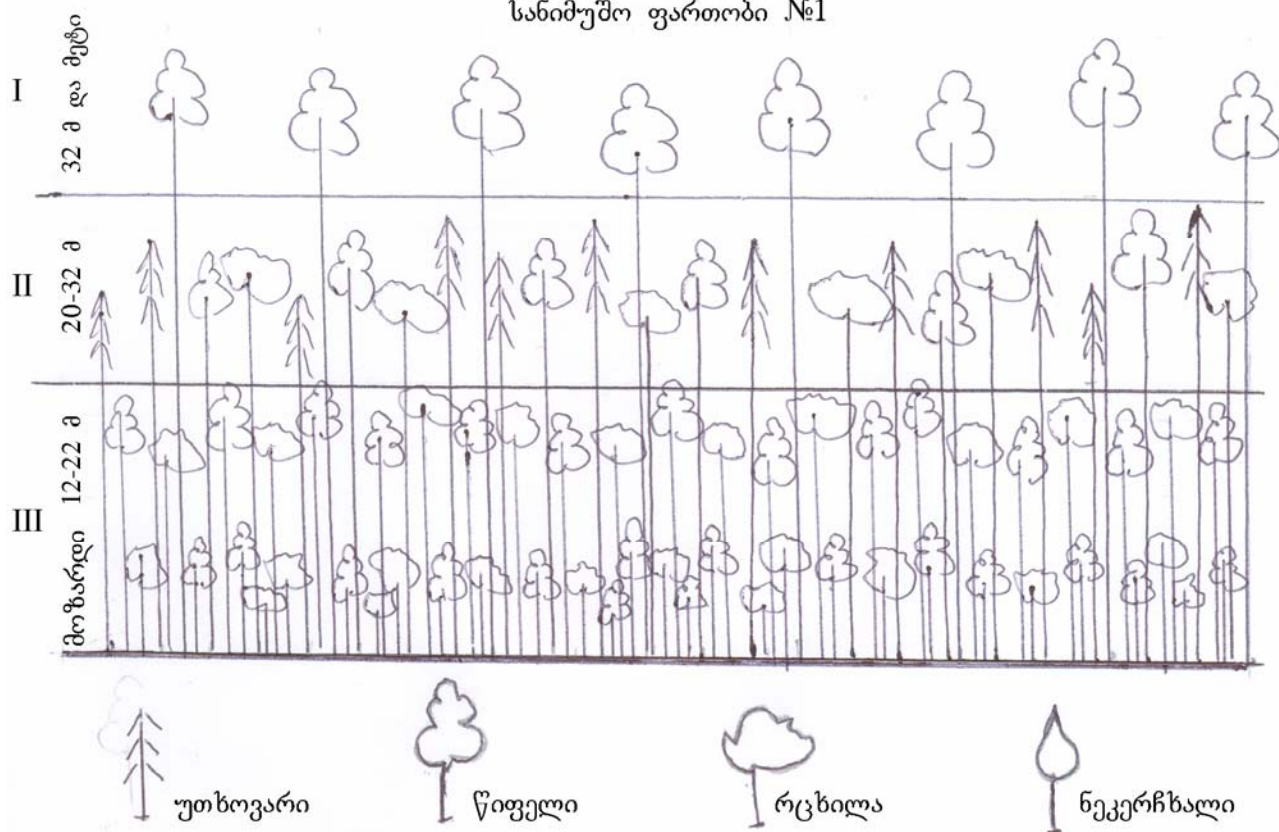 სანიმუშო ფართობი №1
I
32 მ და მეტი
II
20-32 მ
III
12-22 მ
მოზარდი
უთხოვარი
წიფელი
რცხილა
ნეკერჩხალი